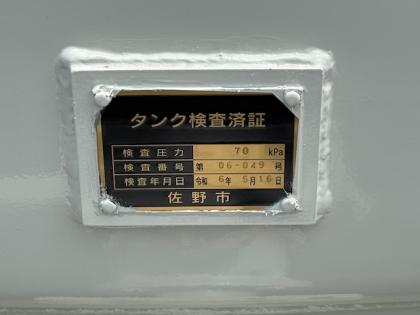 タンク検査済証
検査圧力 70 kPa
検査番号 第 06-049 号
検査年月日 令和 6年 5月16日
佐野市